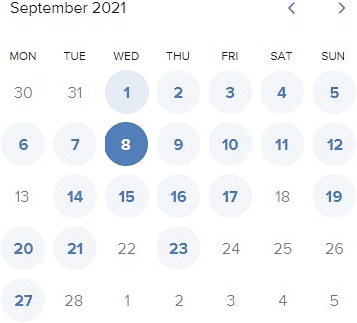 September 2021
MON TUE WED THU FRI SAT SUN
30 31 1 2 3 4 5
6 7 8 9 10 11 12
13 14 15 16 17 18 19
20 21 22 23 24 25 26
27 28 1 2 3 4 5